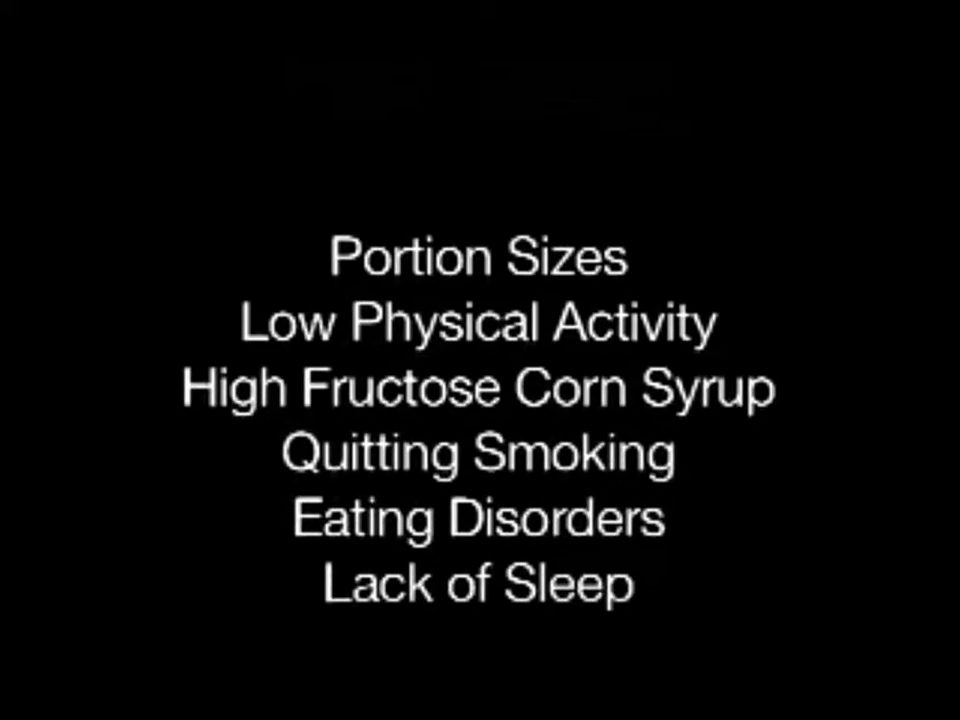 Portion Sizes
Low Physical Activity
High Fructose Corn Syrup
Quitting Smoking
Eating Disorders
Lack of Sleep